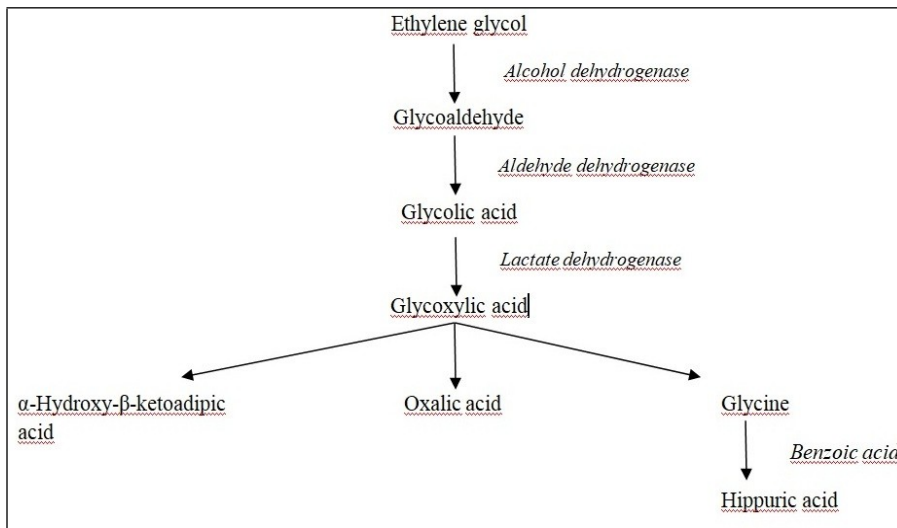 Ethylene glycol
Alcohol dehydrogenase
Glycoaldehyde
Aldehyde dehydrogenase
Glycolic acid
Lactate dehydrogenase
Glycoxylic acid
α-Hydroxy-β-ketoadipic
acid
Oxalic acid
Glycine
Benzoic acid
Hippuric acid